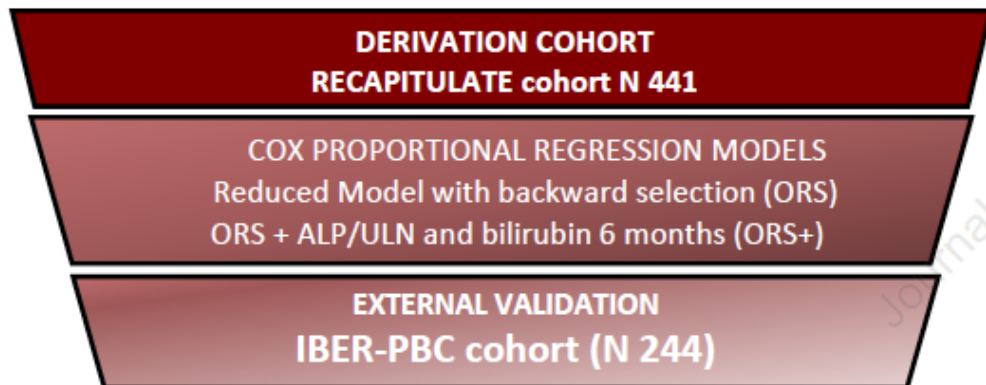 DERIVATION COHORT
RECAPITULATE cohort N 441
COX PROPORTIONAL REGRESSION MODELS
Reduced Model with backward selection (ORS)
ORS + ALP/ULN and bilirubin 6 months (ORS+)
EXTERNAL VALIDATION
IBER-PBC cohort (N 244)
Journal